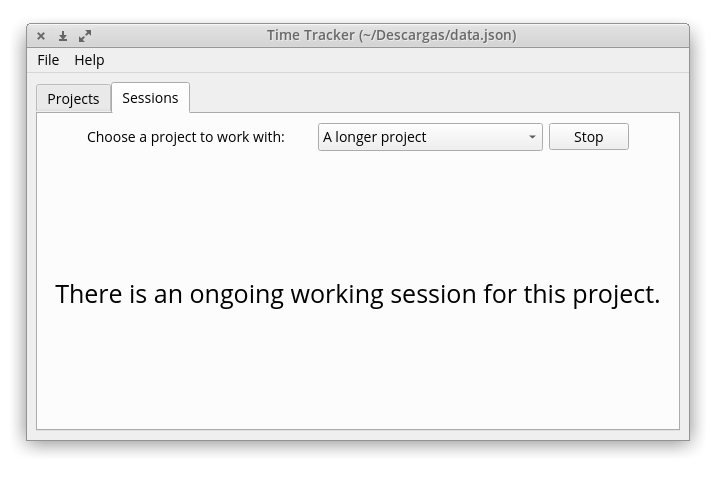 Time Tracker (~/Descargas/data.json)
File Help
Projects Sessions
Choose a project to work with: A longer project Stop
There is an ongoing working session for this project.